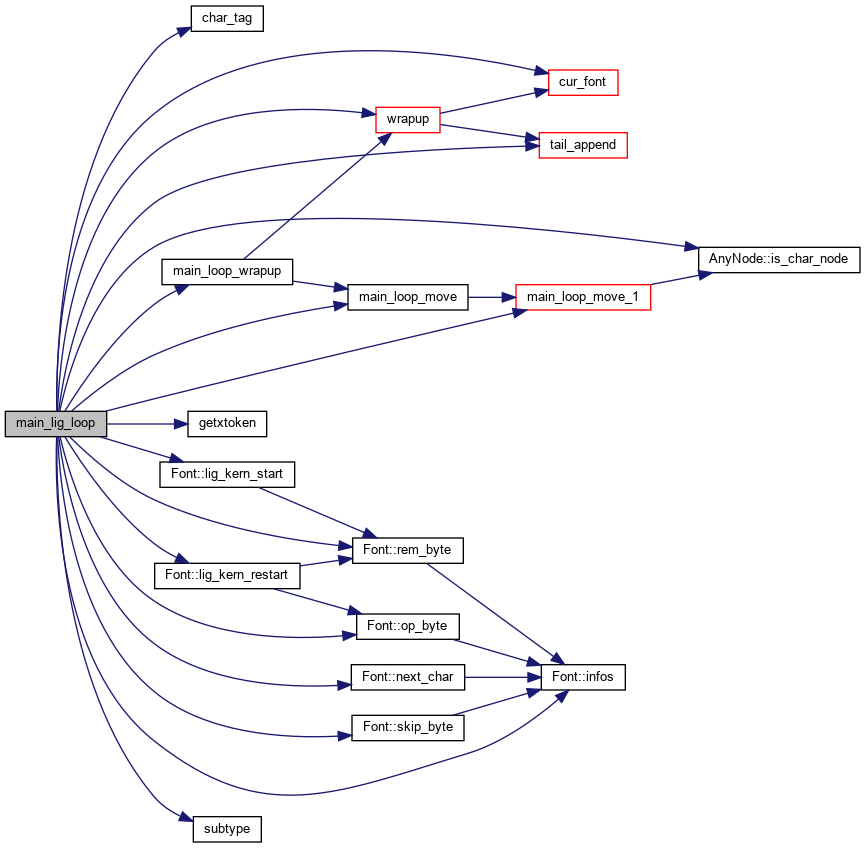 char_tag
cur_font
wrapup
tail_append
AnyNode::is_char_node
main_loop_wrapup
main_loop_move
main_loop_move_1
main_lig_loop
getxtoken
Font::lig_kern_start
Font::rem_byte
Font::lig_kern_restart
Font::op_byte
Font::next_char
Font::infos
Font::skip_byte
subtype